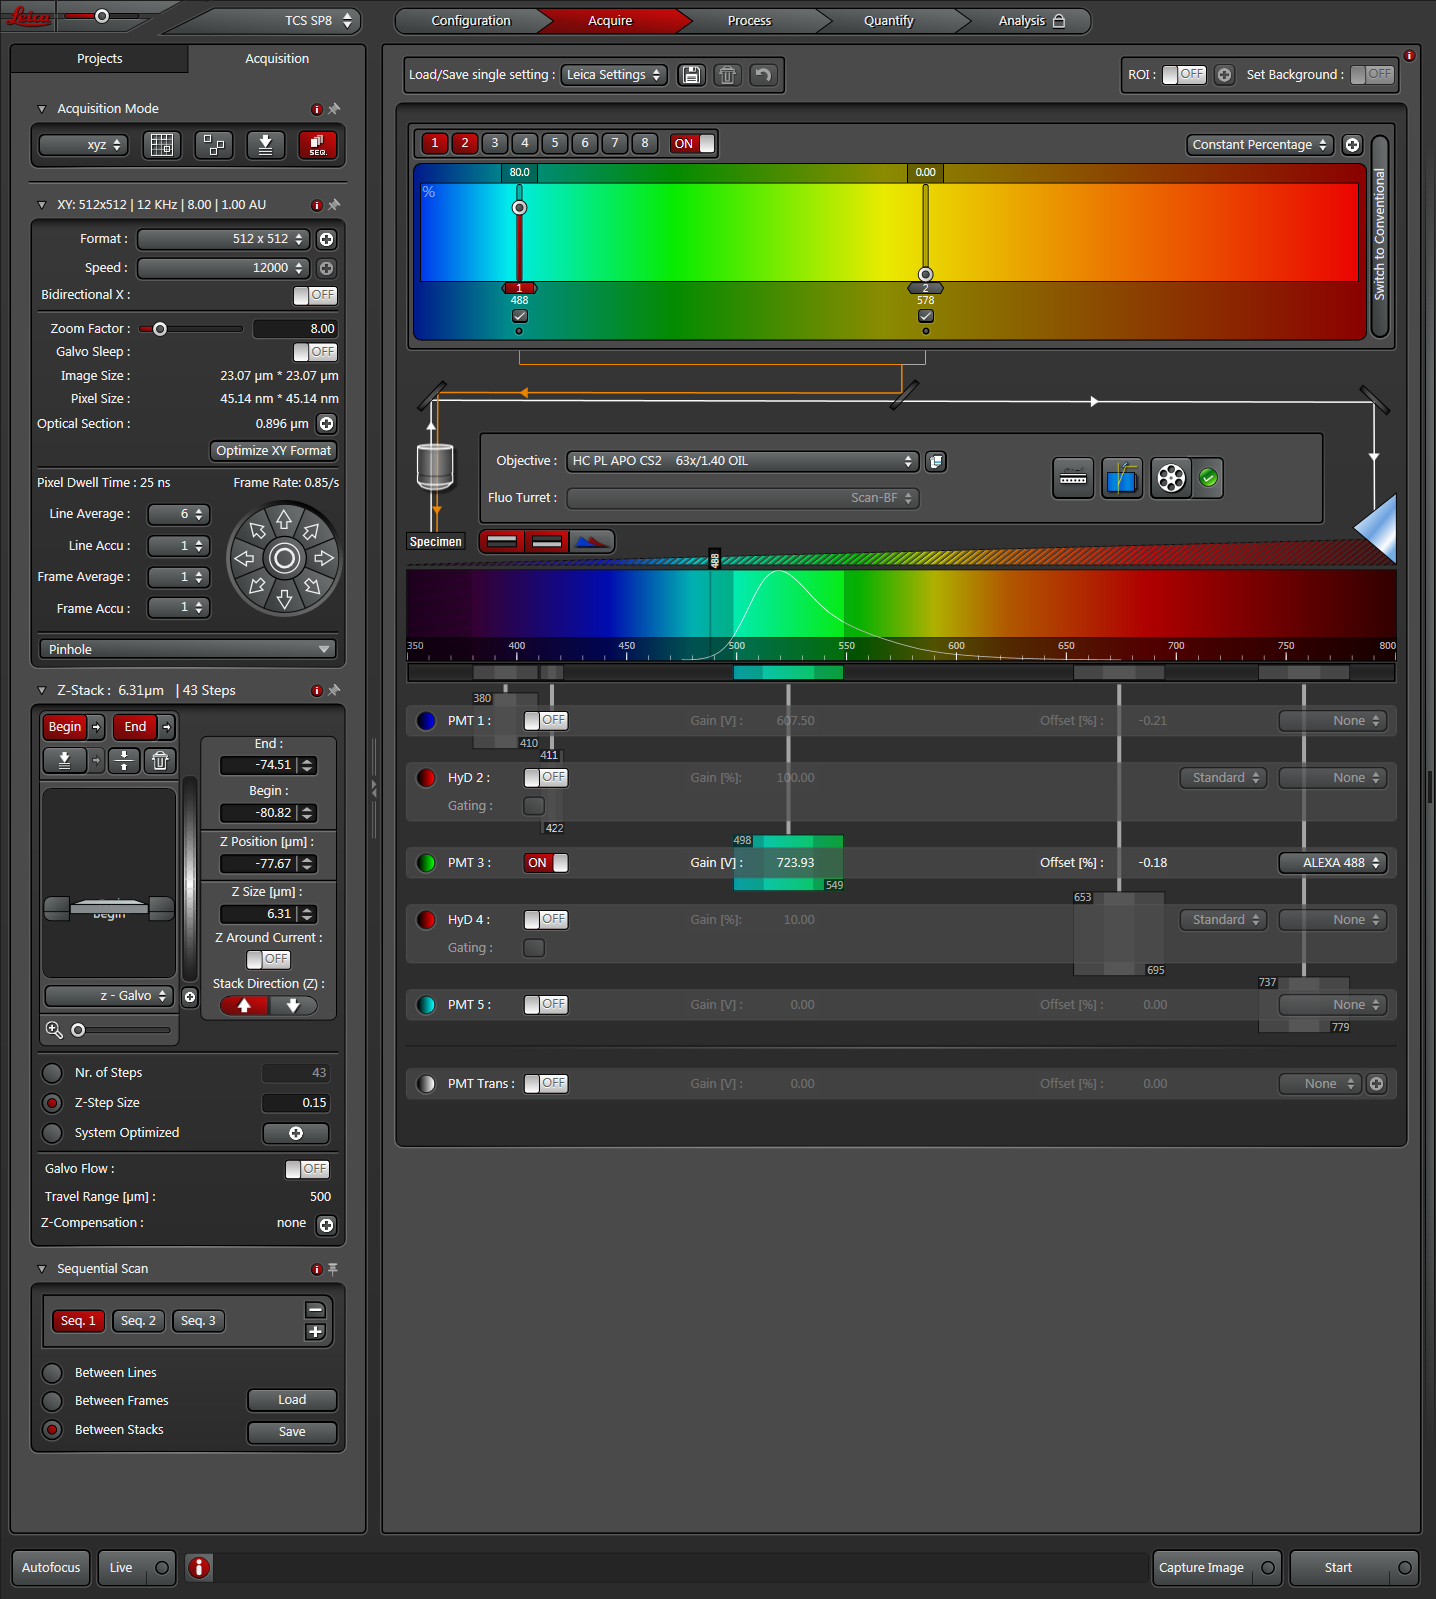 Leica
TCS SP8
Configuration
Acquire
Process
Quantify
Analysis
Projects
Acquisition
Acquisition Mode
xyz
SEQ.
XY: 512x512 | 12 KHz | 8.00 | 1.00 AU
Format : 512 x 512
Speed : 12000
Bidirectional X : OFF
Zoom Factor : 8.00
Galvo Sleep : OFF
Image Size : 23.07 µm * 23.07 µm
Pixel Size : 45.14 nm * 45.14 nm
Optical Section : 0.896 µm
Optimize XY Format
Pixel Dwell Time : 25 ns Frame Rate: 0.85/s
Line Average : 6
Line Accu : 1
Frame Average : 1
Frame Accu : 1
Pinhole
Z-Stack : 6.31µm | 43 Steps
Begin
End
End :
-74.51
Begin :
-80.82
Z Position [µm] :
-77.67
Z Size [µm] :
6.31
Z Around Current :
OFF
Stack Direction (Z) :
Begin
z - Galvo
Nr. of Steps 43
Z-Step Size 0.15
System Optimized
Galvo Flow : OFF
Travel Range [µm] : 500
Z-Compensation : none
Sequential Scan
Seq. 1
Seq. 2
Seq. 3
Between Lines
Between Frames
Load
Between Stacks
Save
Load/Save single setting : Leica Settings
ROI : OFF
Set Background : OFF
1 2 3 4 5 6 7 8 ON
Constant Percentage
Switch to Conventional
80.0 0.00
%
1 2
488 578
Objective : HC PL APO CS2 63x/1.40 OIL
Fluo Turret : Scan-BF
Specimen
488
350 400 450 500 550 600 650 700 750 800
380
PMT 1 : OFF Gain [V] : 607.50 Offset [%] : -0.21 None
410
411
HyD 2 : OFF Gain [%]: 100.00 Standard None
Gating :
422
498
PMT 3 : ON Gain [V] : 723.93 Offset [%] : -0.18 ALEXA 488
549
653
HyD 4 : OFF Gain [%]: 10.00 Standard None
Gating :
695
737
PMT 5 : OFF Gain [V] : 0.00 Offset [%] : 0.00 None
779
PMT Trans : OFF Gain [V] : 0.00 Offset [%] : 0.00 None
Autofocus
Live
Capture Image
Start